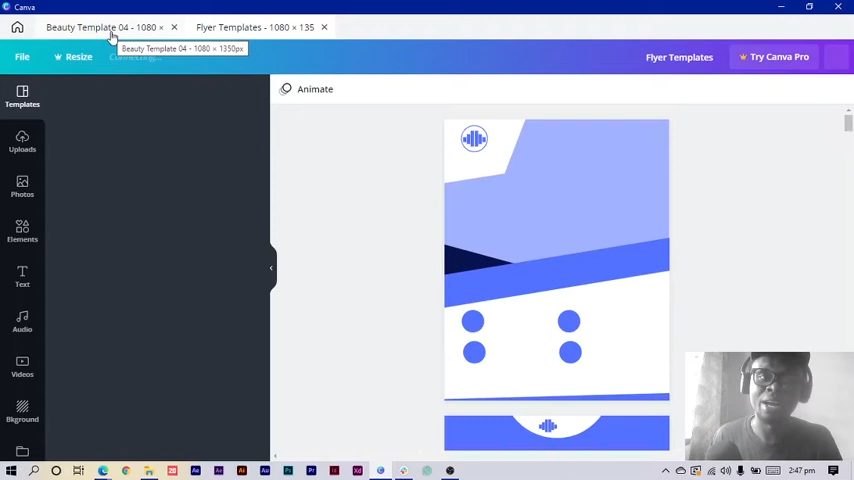 Canva
Beauty Template 04 - 1080 ×
Flyer Templates - 1080 × 135
Beauty Template 04 - 1080 × 1350px
File
Resize
Connecting...
Flyer Templates
Try Canva Pro
Templates
Animate
Uploads
Photos
Elements
Text
Audio
Videos
Bkground
2:47 pm